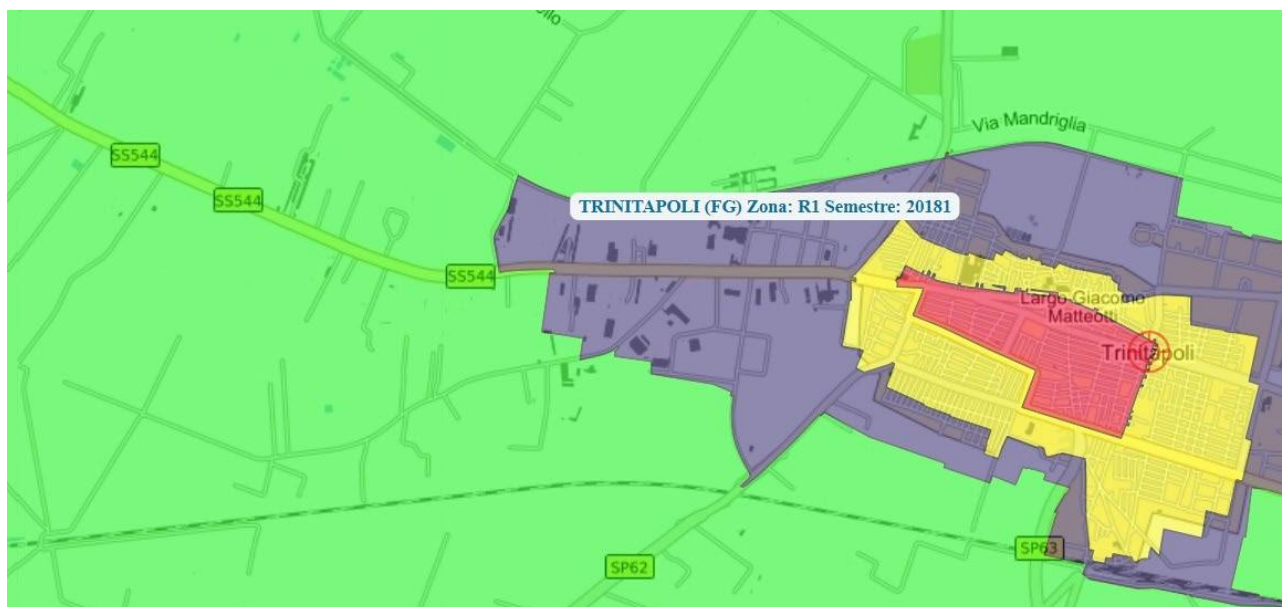 Via Mandriglia
SS544
SS544
TRINITAPOLI (FG) Zona: R1 Semestre: 20181
SS544
Largo Giacomo
Matteotti
Trinitapoli
SP63
SP62